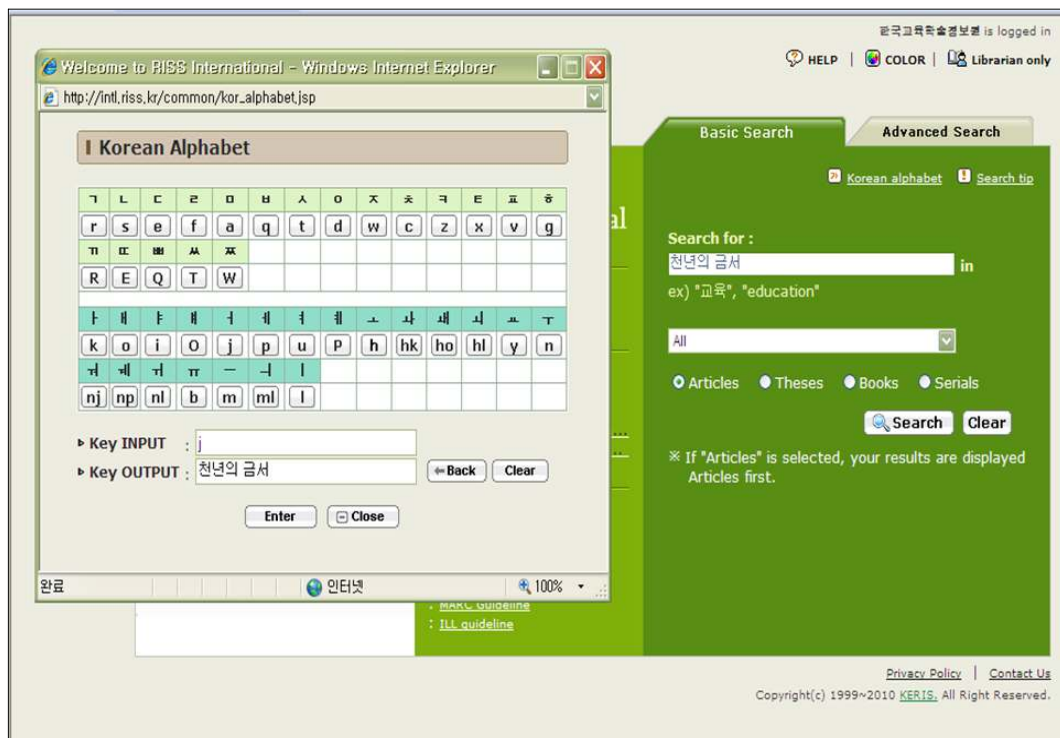 한국교육학술정보원 is logged in
HELP | COLOR | Librarian only
Welcome to RISS International - Windows Internet Explorer
http://intl.riss.kr/common/kor_alphabet.jsp
Korean Alphabet
ㄱ ㄴ ㄷ ㄹ ㅁ ㅂ ㅅ ㅇ ㅈ ㅊ ㅋ ㅌ ㅍ ㅎ
r s e f a q t d w c z x v g
ㄲ ㄸ ㅃ ㅆ ㅉ
R E Q T W
ㅏ ㅐ ㅑ ㅒ ㅓ ㅔ ㅕ ㅖ ㅗ ㅘ ㅙ ㅚ ㅛ ㅜ
k o i O j p u P h hk ho hl y n
ㅝ ㅞ ㅟ ㅠ ㅡ ㅢ ㅣ
nj np nl b m ml l
Key INPUT : j
Key OUTPUT : 천년의 금서
Back Clear
Enter Close
완료 인터넷 100%
al
Basic Search Advanced Search
Korean alphabet Search tip
Search for :
천년의 금서 in
ex) "교육", "education"
All
Articles Theses Books Serials
Search Clear
※ If "Articles" is selected, your results are displayed
Articles first.
: MARC Guideline
: ILL guideline
Privacy Policy | Contact Us
Copyright(c) 1999~2010 KERIS. All Right Reserved.